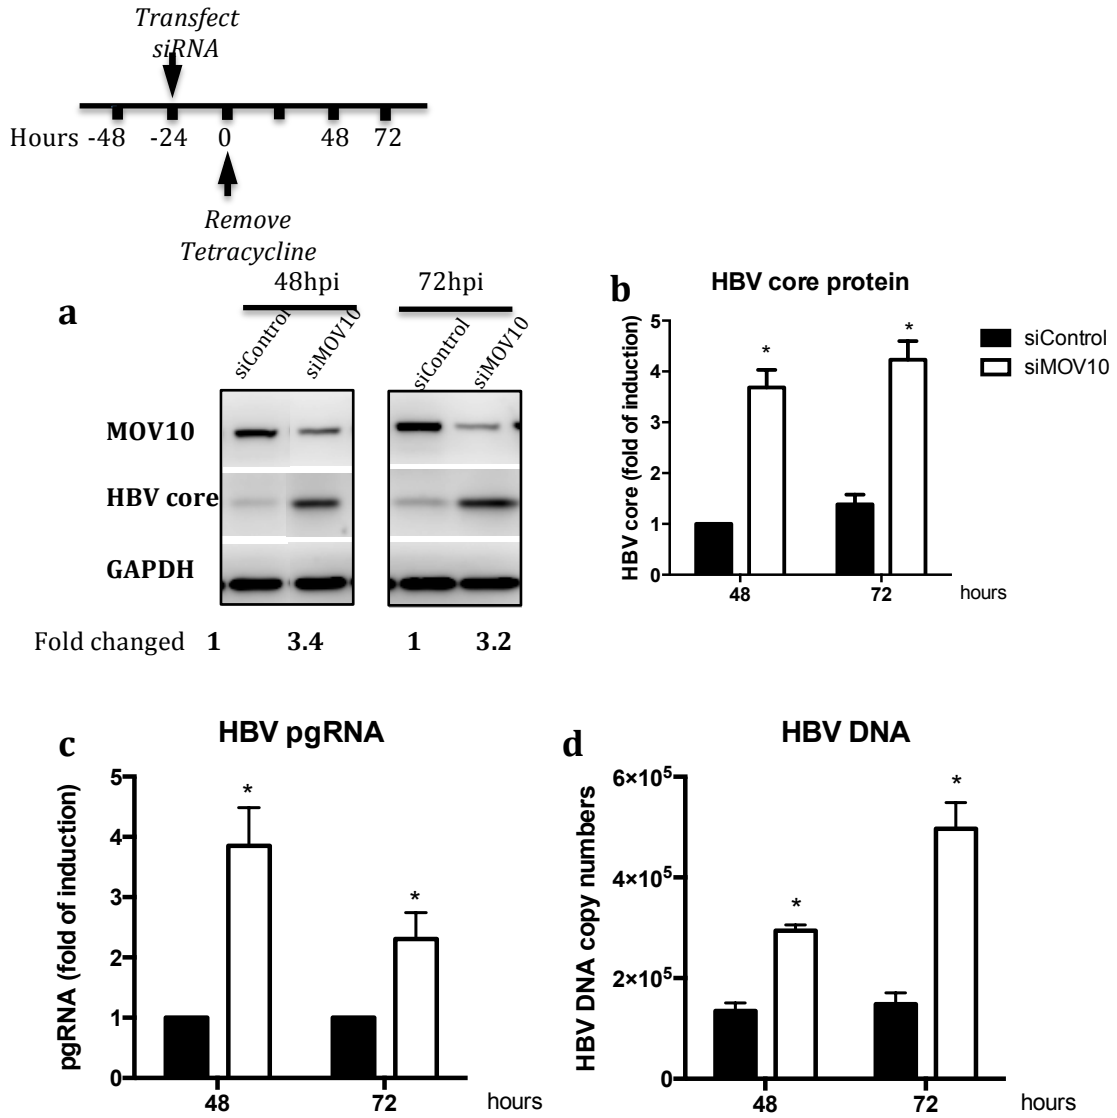 Transfect
siRNA
Hours -48 -24 0 48 72
Remove
Tetracycline
a
48hpi 72hpi
siControl siMOV10 siControl siMOV10
MOV10
HBV core
GAPDH
Fold changed 1 3.4 1 3.2
b
HBV core protein
HBV core (fold of induction)
5
4
3
2
1
0
* *
48 72 hours
siControl
siMOV10
c
HBV pgRNA
pgRNA (fold of induction)
5
4
3
2
1
0
* *
48 72 hours
d
HBV DNA
HBV DNA copy numbers
6×10⁵
4×10⁵
2×10⁵
0
* *
48 72 hours